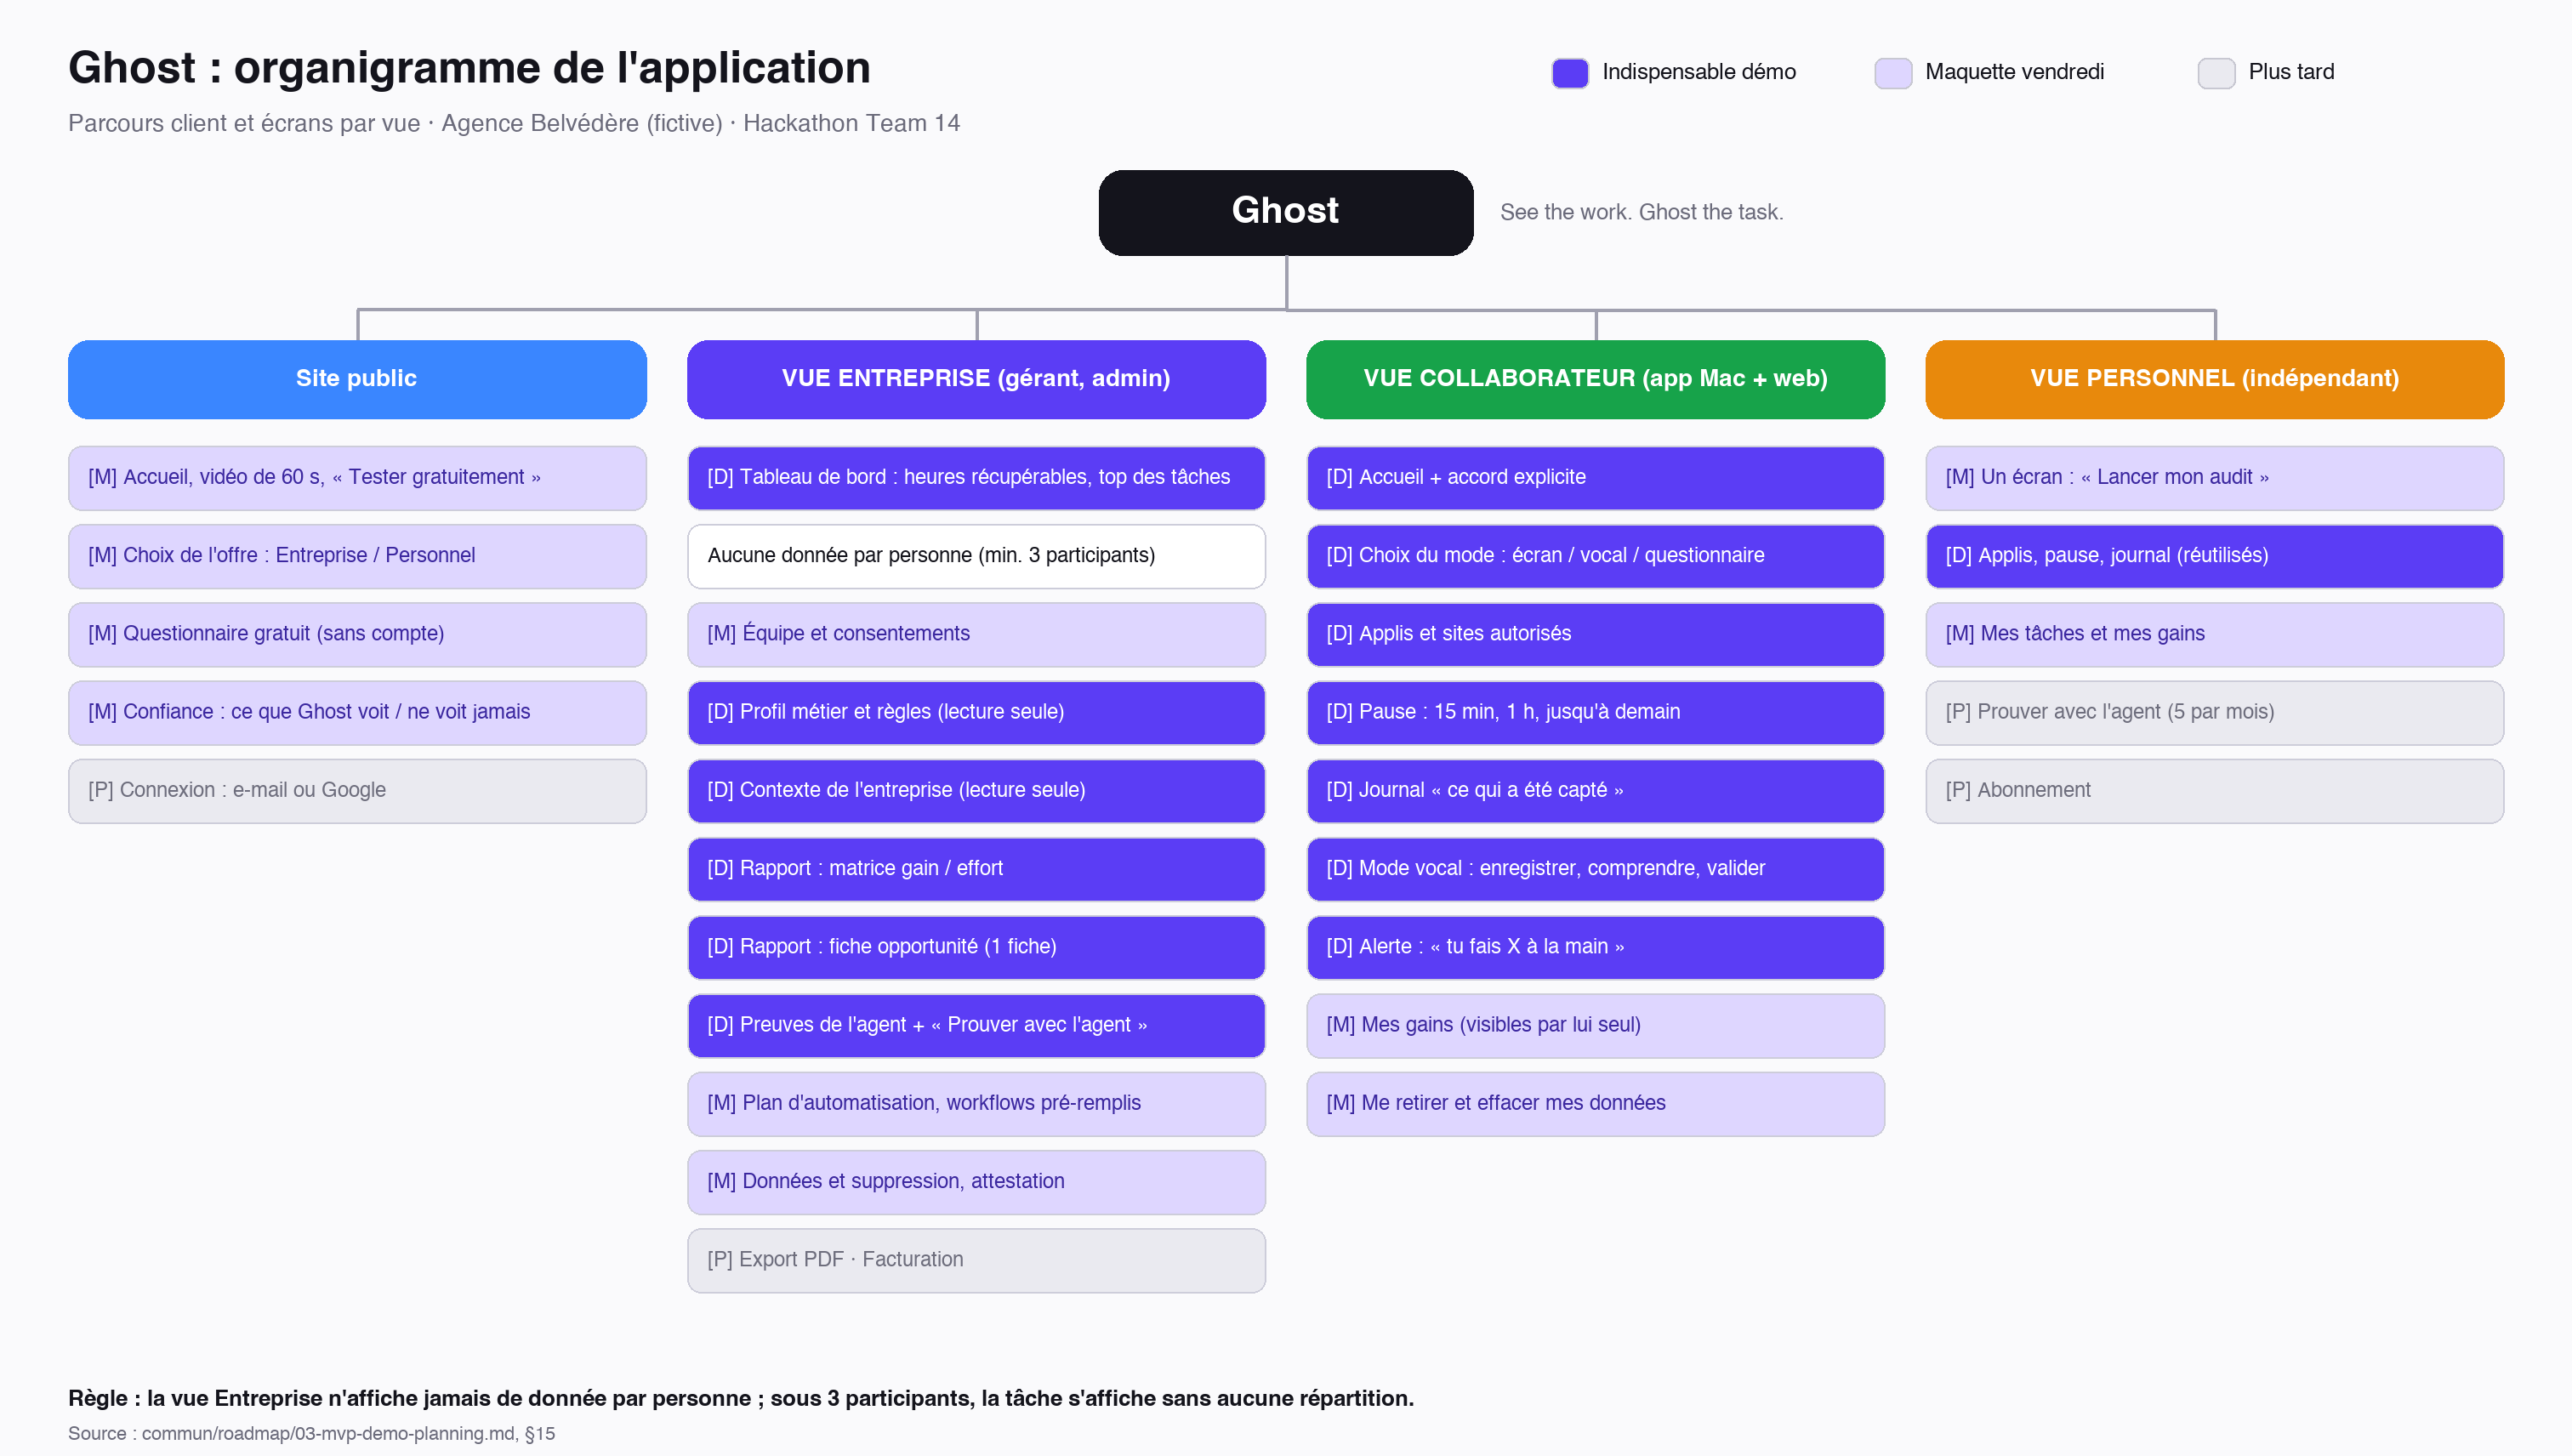 Ghost : organigramme de l'application
Parcours client et écrans par vue · Agence Belvédère (fictive) · Hackathon Team 14
Indispensable démo
Maquette vendredi
Plus tard
Ghost
See the work. Ghost the task.
Site public
[M] Accueil, vidéo de 60 s, « Tester gratuitement »
[M] Choix de l'offre : Entreprise / Personnel
[M] Questionnaire gratuit (sans compte)
[M] Confiance : ce que Ghost voit / ne voit jamais
[P] Connexion : e-mail ou Google
VUE ENTREPRISE (gérant, admin)
[D] Tableau de bord : heures récupérables, top des tâches
Aucune donnée par personne (min. 3 participants)
[M] Équipe et consentements
[D] Profil métier et règles (lecture seule)
[D] Contexte de l'entreprise (lecture seule)
[D] Rapport : matrice gain / effort
[D] Rapport : fiche opportunité (1 fiche)
[D] Preuves de l'agent + « Prouver avec l'agent »
[M] Plan d'automatisation, workflows pré-remplis
[M] Données et suppression, attestation
[P] Export PDF · Facturation
VUE COLLABORATEUR (app Mac + web)
[D] Accueil + accord explicite
[D] Choix du mode : écran / vocal / questionnaire
[D] Applis et sites autorisés
[D] Pause : 15 min, 1 h, jusqu'à demain
[D] Journal « ce qui a été capté »
[D] Mode vocal : enregistrer, comprendre, valider
[D] Alerte : « tu fais X à la main »
[M] Mes gains (visibles par lui seul)
[M] Me retirer et effacer mes données
VUE PERSONNEL (indépendant)
[M] Un écran : « Lancer mon audit »
[D] Applis, pause, journal (réutilisés)
[M] Mes tâches et mes gains
[P] Prouver avec l'agent (5 par mois)
[P] Abonnement
Règle : la vue Entreprise n'affiche jamais de donnée par personne ; sous 3 participants, la tâche s'affiche sans aucune répartition.
Source : commun/roadmap/03-mvp-demo-planning.md, §15